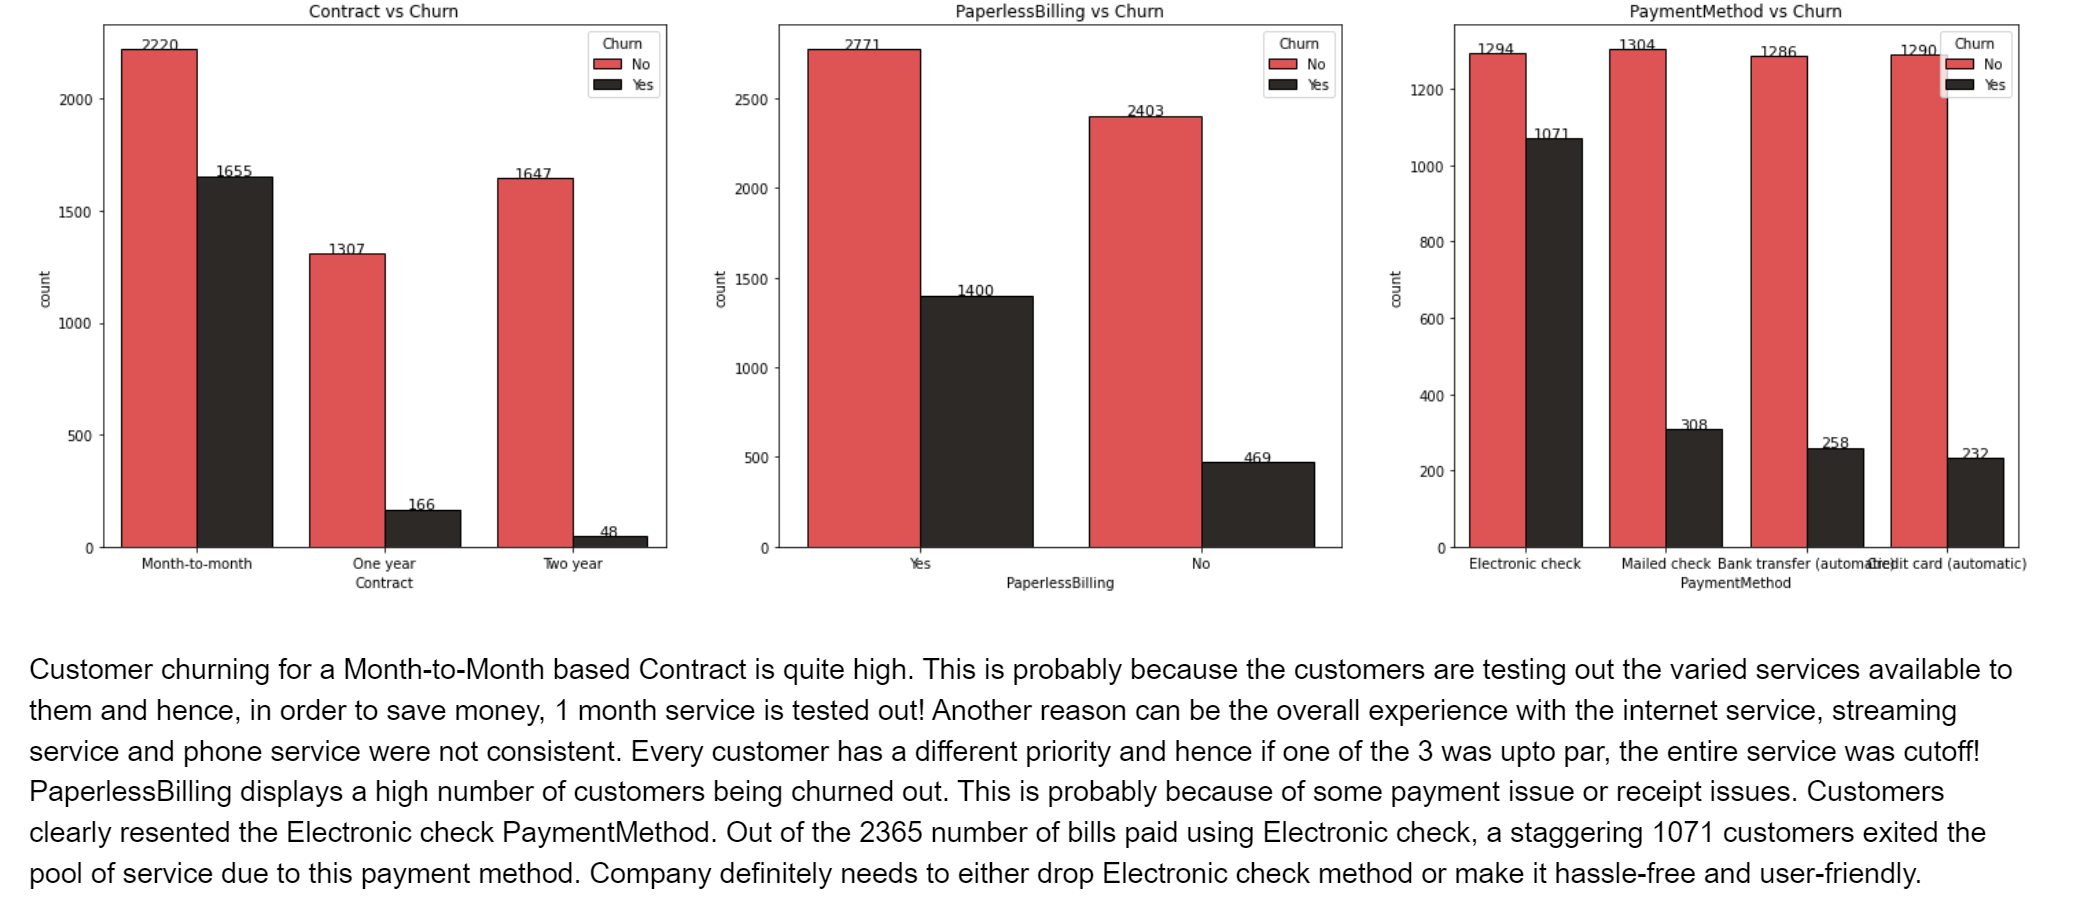 Contract vs Churn
2220
1655
1307
166
1647
48
Churn
No
Yes
2000
1500
1000
500
0
count
Month-to-month
One year
Two year
Contract
PaperlessBilling vs Churn
2771
1400
2403
469
Churn
No
Yes
2500
2000
1500
1000
500
0
count
Yes
No
PaperlessBilling
PaymentMethod vs Churn
1294
1071
1304
308
1286
258
1290
232
Churn
No
Yes
1200
1000
800
600
400
200
0
count
Electronic check
Mailed check
Bank transfer (automatic)
Credit card (automatic)
PaymentMethod
Customer churning for a Month-to-Month based Contract is quite high. This is probably because the customers are testing out the varied services available to
them and hence, in order to save money, 1 month service is tested out! Another reason can be the overall experience with the internet service, streaming
service and phone service were not consistent. Every customer has a different priority and hence if one of the 3 was upto par, the entire service was cutoff!
PaperlessBilling displays a high number of customers being churned out. This is probably because of some payment issue or receipt issues. Customers
clearly resented the Electronic check PaymentMethod. Out of the 2365 number of bills paid using Electronic check, a staggering 1071 customers exited the
pool of service due to this payment method. Company definitely needs to either drop Electronic check method or make it hassle-free and user-friendly.